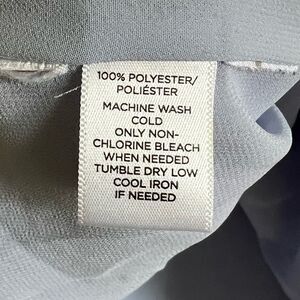 100% POLYESTER/
POLIÉSTER
MACHINE WASH
COLD
ONLY NON-
CHLORINE BLEACH
WHEN NEEDED
TUMBLE DRY LOW
COOL IRON
IF NEEDED